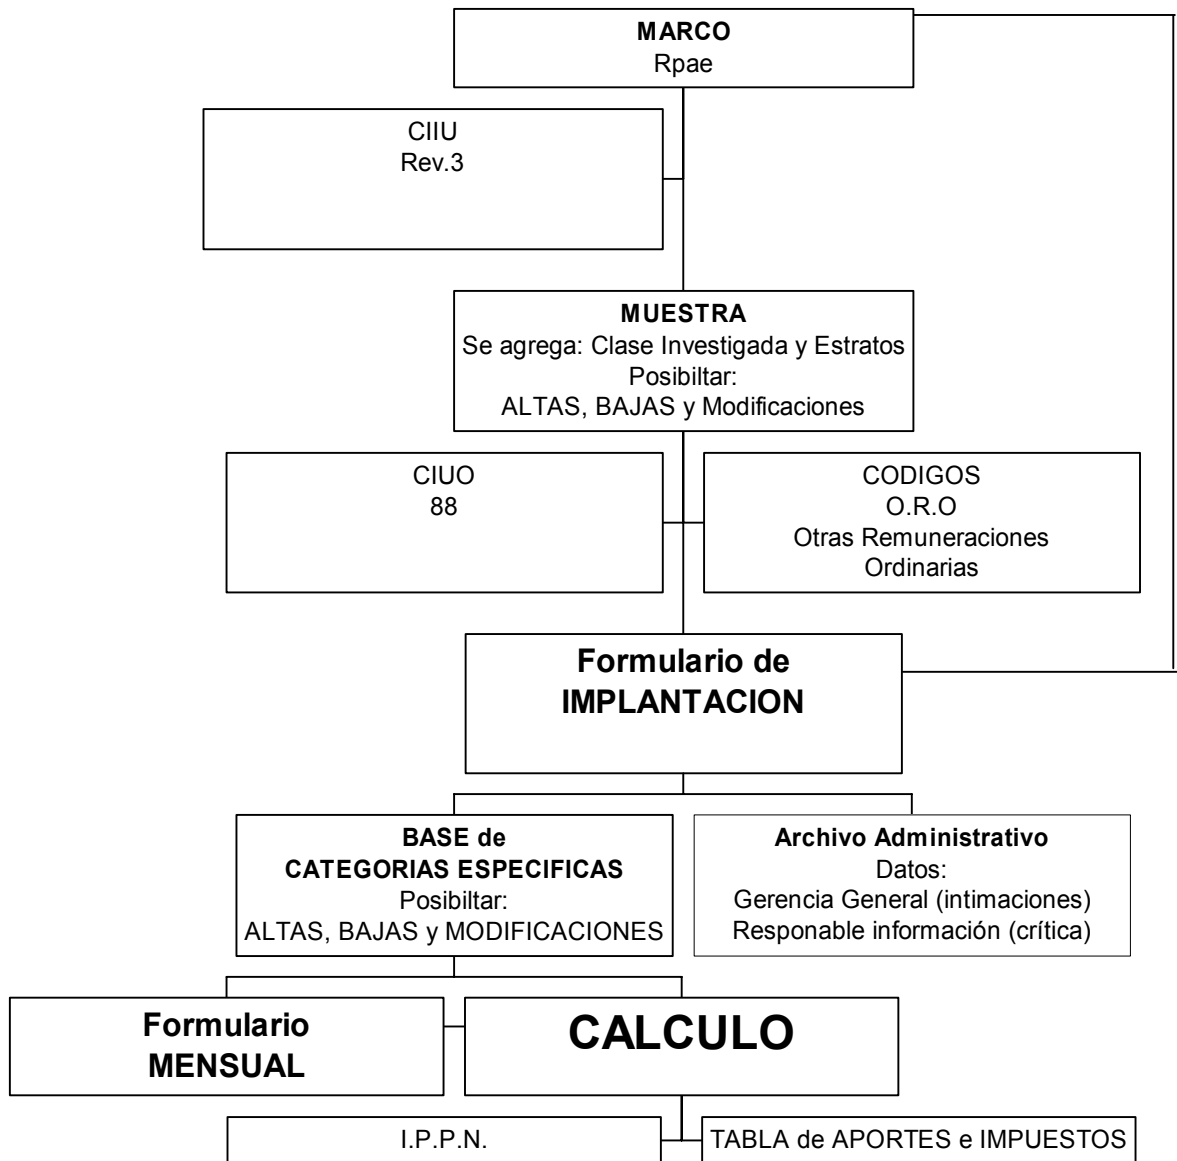 MARCO
Rpae
CIIU
Rev.3
MUESTRA
Se agrega: Clase Investigada y Estratos
Posibiltar:
ALTAS, BAJAS y Modificaciones
CIUO
88
CODIGOS
O.R.O
Otras Remuneraciones
Ordinarias
Formulario de
IMPLANTACION
BASE de
CATEGORIAS ESPECIFICAS
Posibiltar:
ALTAS, BAJAS y MODIFICACIONES
Archivo Administrativo
Datos:
Gerencia General (intimaciones)
Responable información (crítica)
Formulario
MENSUAL
CALCULO
I.P.P.N.
TABLA de APORTES e IMPUESTOS